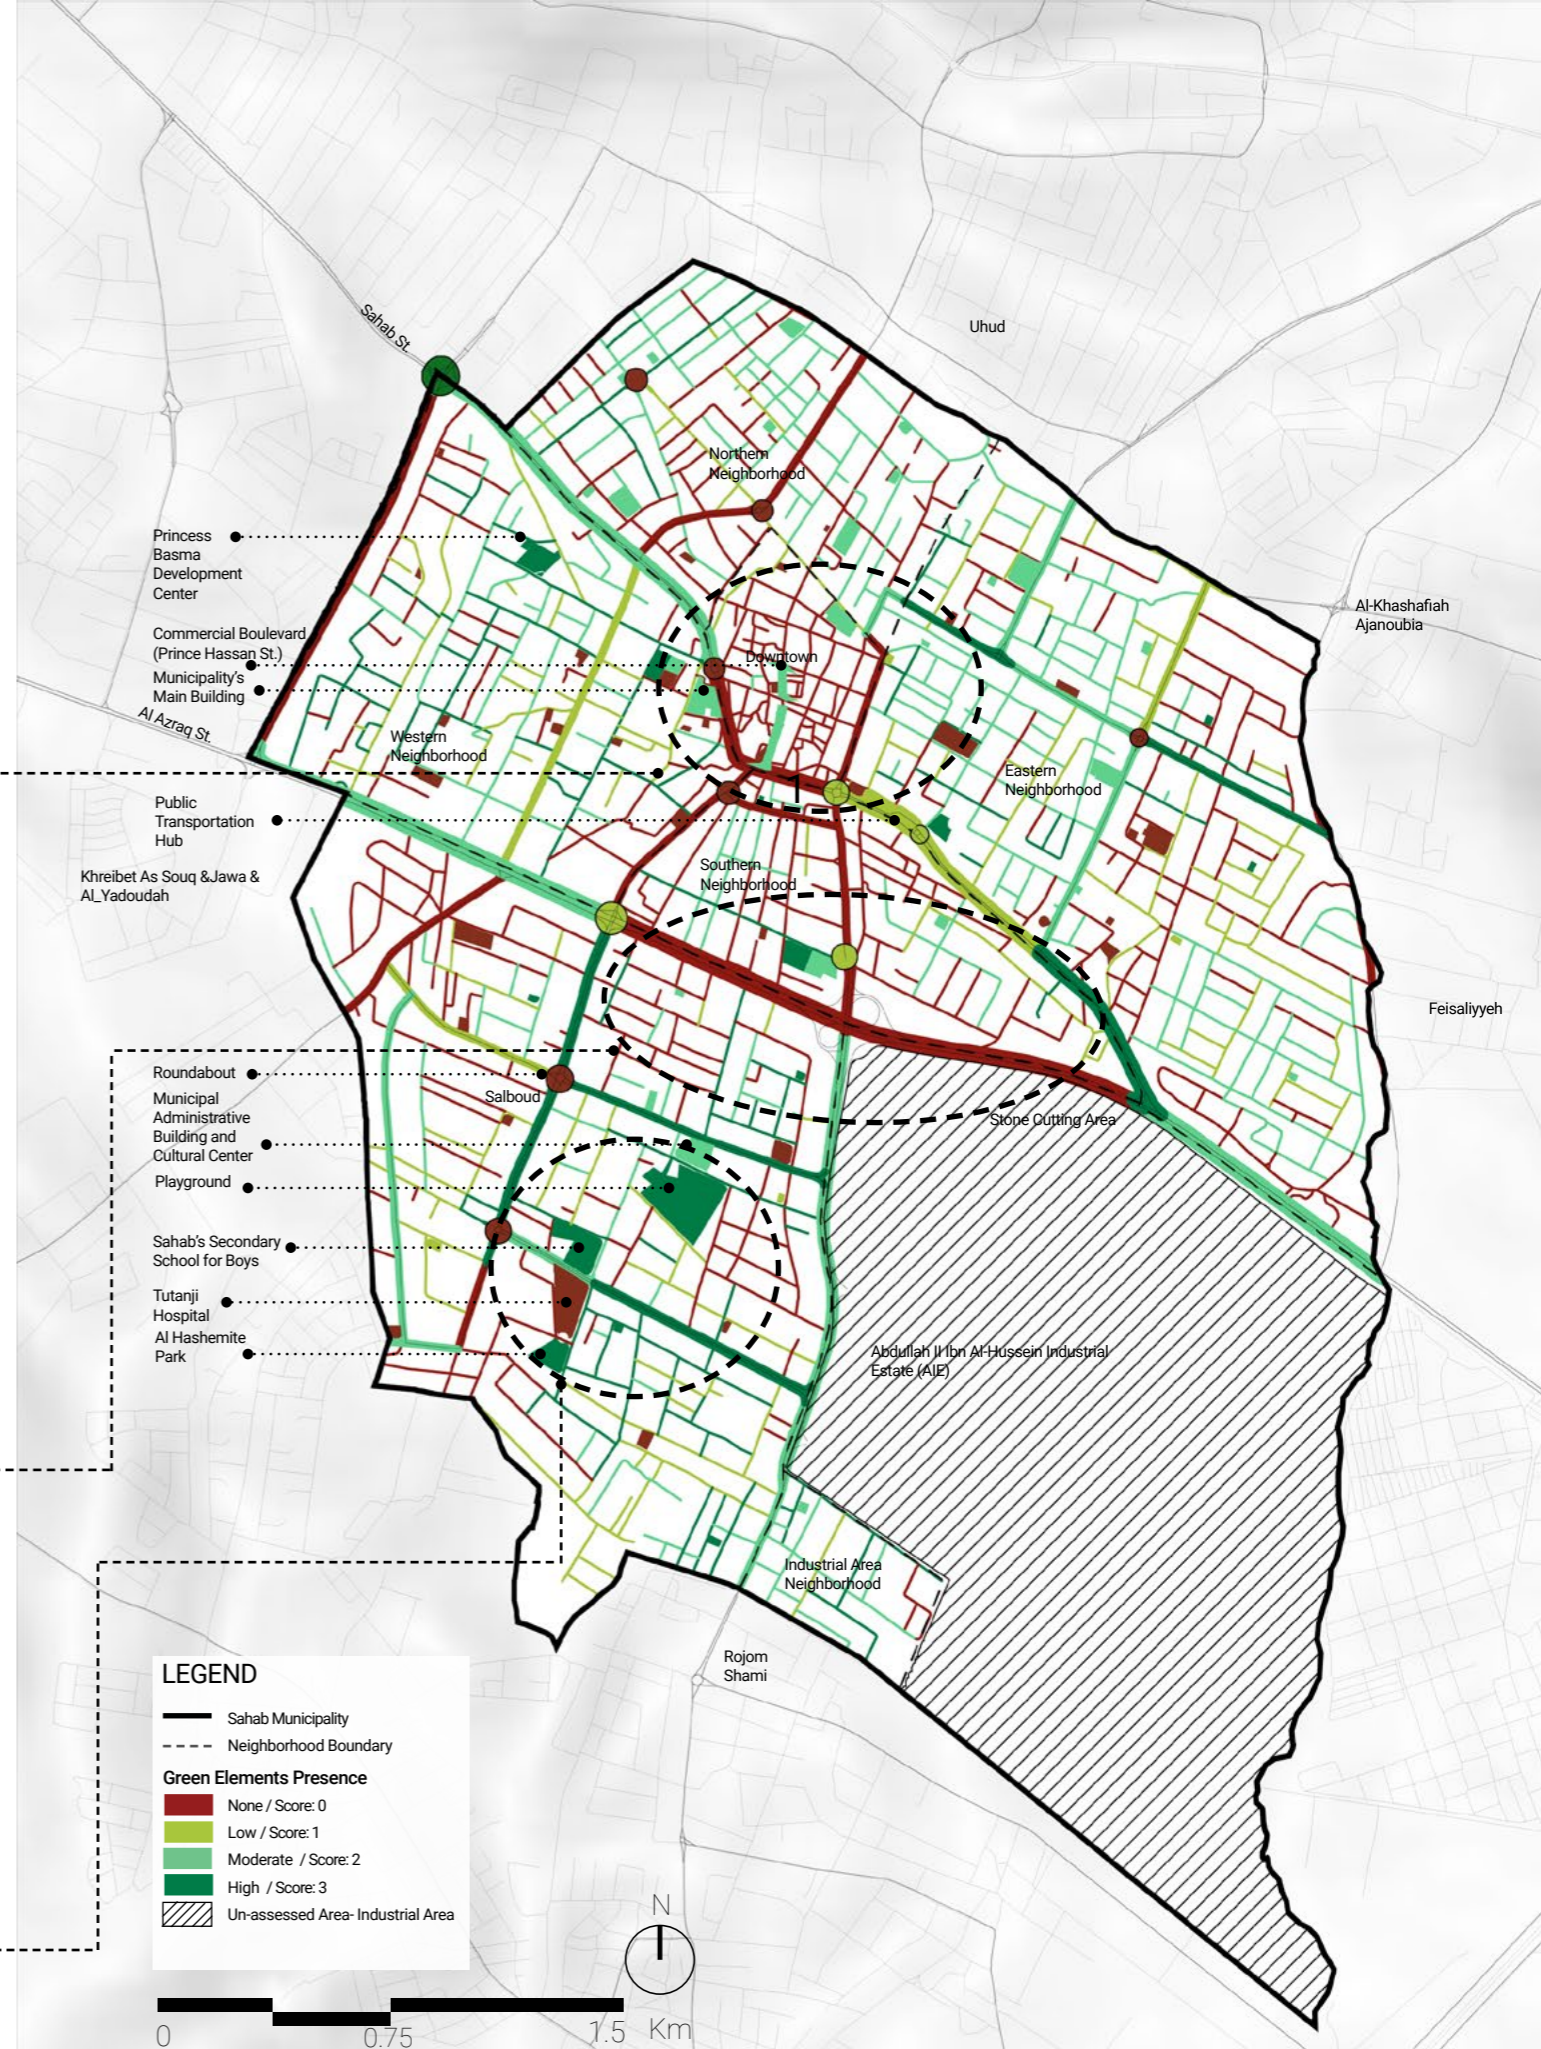 Uhud
Sahab St.
Northern
Neighborhood
Princess
Basma
Development
Center
Al-Khashafiah
Ajanoubia
Commercial Boulevard
(Prince Hassan St.)
Downtown
Municipality's
Main Building
Al Azraq St.
Western
Neighborhood
Eastern
Neighborhood
1
Public
Transportation
Hub
Southern
Neighborhood
Khreibet As Souq &Jawa &
Al_Yadoudah
Feisaliyyeh
Roundabout
Salboud
Municipal
Administrative
Building and
Cultural Center
Stone Cutting Area
Playground
Sahab's Secondary
School for Boys
Tutanji
Hospital
Al Hashemite
Park
Abdullah II Ibn Al-Hussein Industrial
Estate (AIE)
Industrial Area
Neighborhood
Rojom
Shami
LEGEND
Sahab Municipality
Neighborhood Boundary
Green Elements Presence
None / Score: 0
Low / Score: 1
Moderate / Score: 2
High / Score: 3
Un-assessed Area- Industrial Area
N
0 0.75 1.5 Km